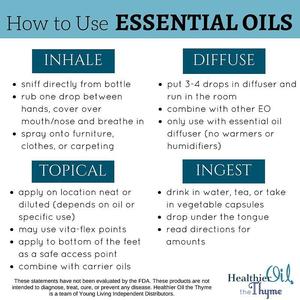 How to Use ESSENTIAL OILS
INHALE
• sniff directly from bottle
• rub one drop between
hands, cover over
mouth/nose and breathe in
• spray onto furniture,
clothes, or carpeting
DIFFUSE
• put 3-4 drops in diffuser and
run in the room
• combine with other EO
• only use with essential oil
diffuser (no warmers or
humidifiers)
TOPICAL
• apply on location neat or
diluted (depends on oil or
specific use)
• may use vita-flex points
• apply to bottom of the feet
as a safe access point
• combine with carrier oils
INGEST
• drink in water, tea, or take
in vegetable capsules
• drop under the tongue
• read directions for
amounts
These statements have not been evaluated by the FDA. These products are not
intended to diagnose, treat, cure, or prevent any disease. Healthier Oil the Thyme
is a team of Young Living Independent Distributors.
Healthier Oil
the Thyme